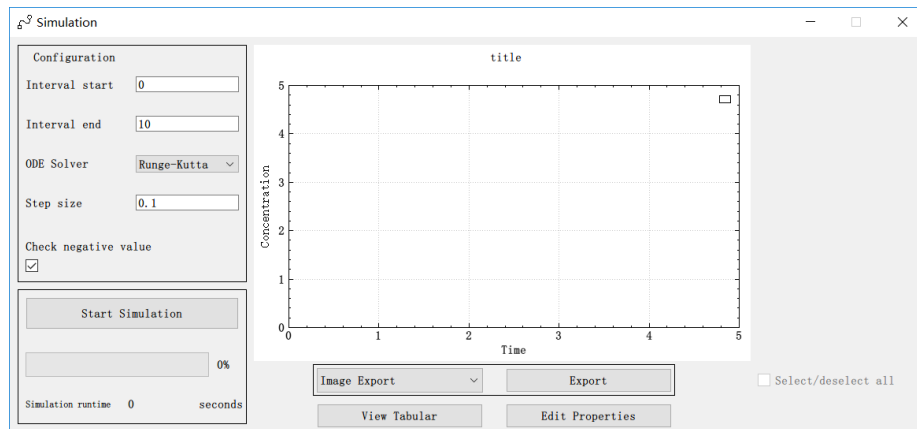 Simulation
Configuration
Interval start 0
Interval end 10
ODE Solver Runge-Kutta
Step size 0.1
Check negative value
Start Simulation
0%
Simulation runtime 0 seconds
title
Concentration
5
4
3
2
1
0
0 1 2 3 4 5
Time
Image Export Export
View Tabular Edit Properties
Select/deselect all